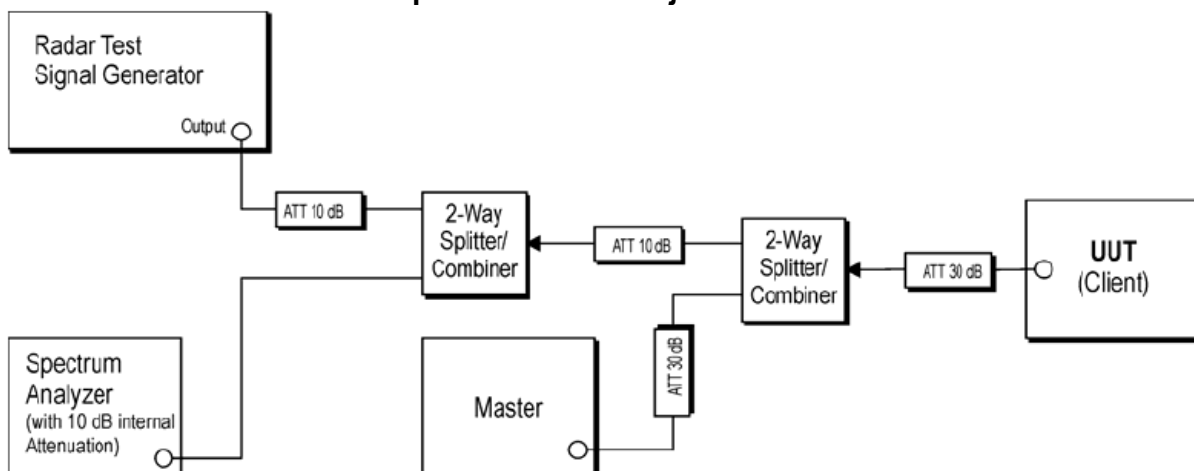 Radar Test
Signal Generator
Output
ATT 10 dB
2-Way
Splitter/
Combiner
ATT 10 dB
2-Way
Splitter/
Combiner
ATT 30 dB
UUT
(Client)
ATT 30 dB
Spectrum
Analyzer
(with 10 dB internal
Attenuation)
Master